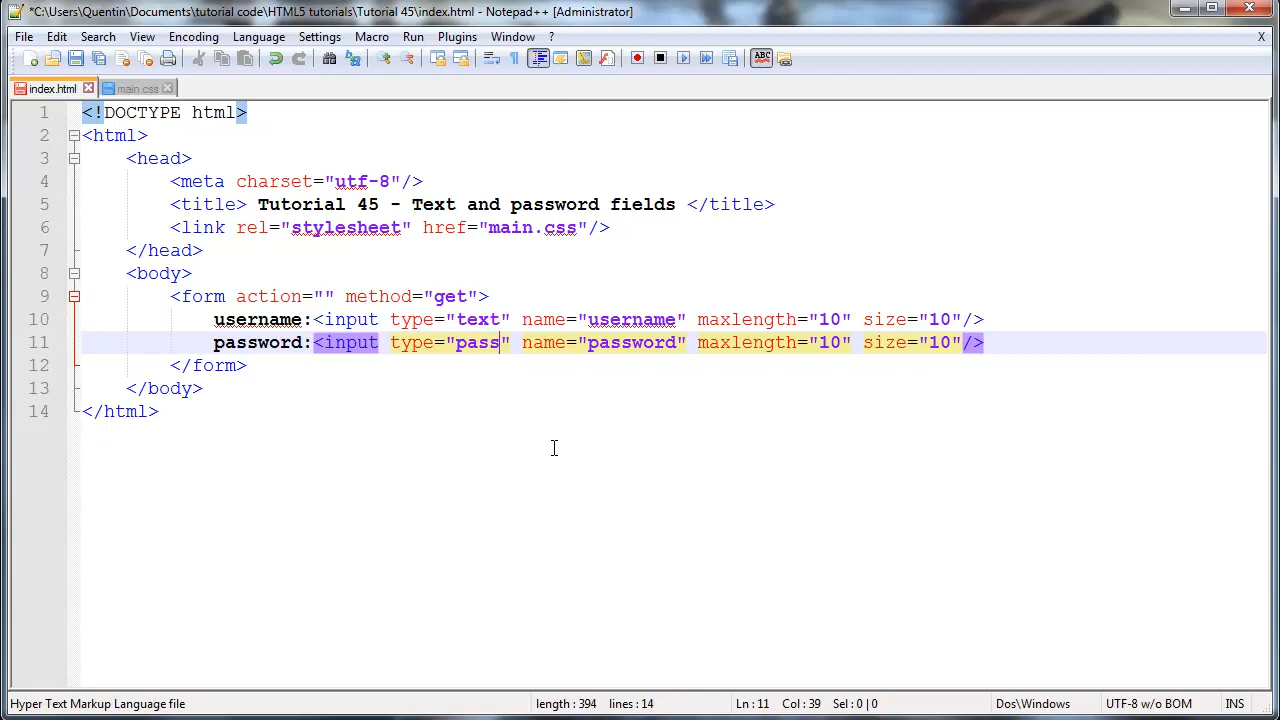 *C:\Users\Quentin\Documents\tutorial code\HTML5 tutorials\Tutorial 45\index.html - Notepad++ [Administrator]
File Edit Search View Encoding Language Settings Macro Run Plugins Window ? X
index.html main.css
1 <!DOCTYPE html>
2 <html>
3 <head>
4 <meta charset="utf-8"/>
5 <title> Tutorial 45 - Text and password fields </title>
6 <link rel="stylesheet" href="main.css"/>
7 </head>
8 <body>
9 <form action="" method="get">
10 username:<input type="text" name="username" maxlength="10" size="10"/>
11 password:<input type="pass" name="password" maxlength="10" size="10"/>
12 </form>
13 </body>
14 </html>
Hyper Text Markup Language file length : 394 lines : 14 Ln : 11 Col : 39 Sel : 0 | 0 Dos\Windows UTF-8 w/o BOM INS